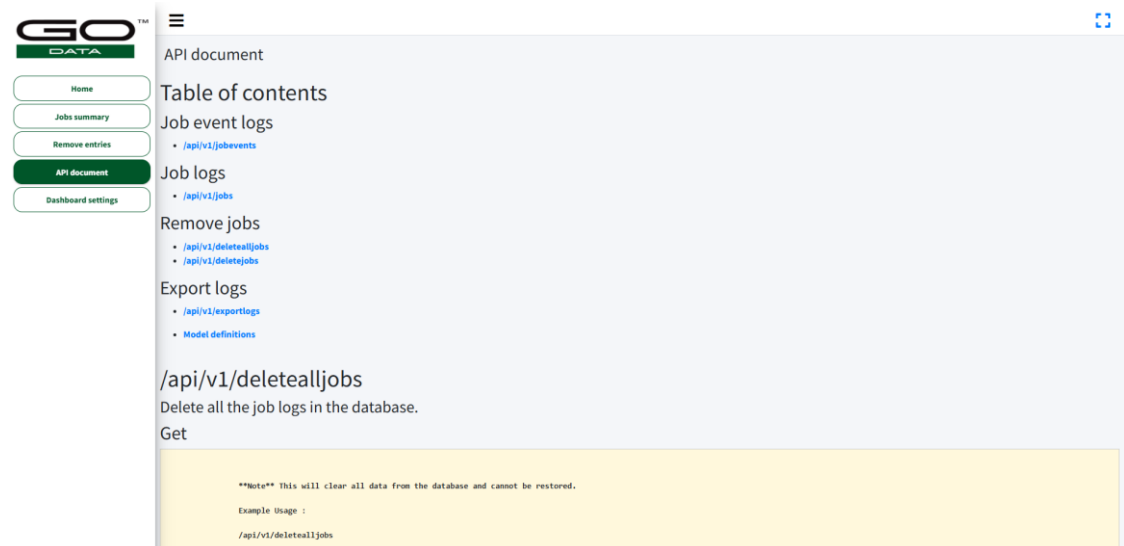 GO™
DATA
Home
Jobs summary
Remove entries
API document
Dashboard settings
API document
Table of contents
Job event logs
• /api/v1/jobevents
Job logs
• /api/v1/jobs
Remove jobs
• /api/v1/deletealljobs
• /api/v1/deletejobs
Export logs
• /api/v1/exportlogs
• Model definitions
/api/v1/deletealljobs
Delete all the job logs in the database.
Get
**Note** This will clear all data from the database and cannot be restored.
Example Usage :
/api/v1/deletealljobs